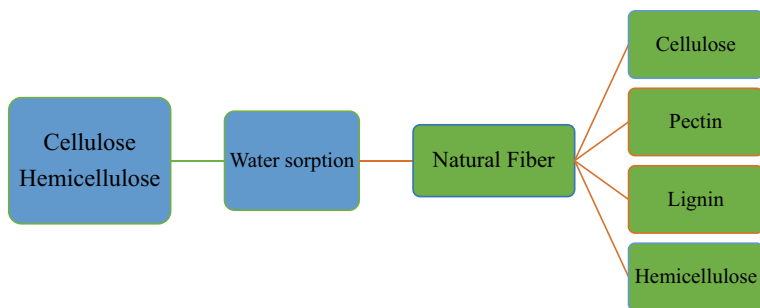 Cellulose
Hemicellulose
Water sorption
Natural Fiber
Cellulose
Pectin
Lignin
Hemicellulose